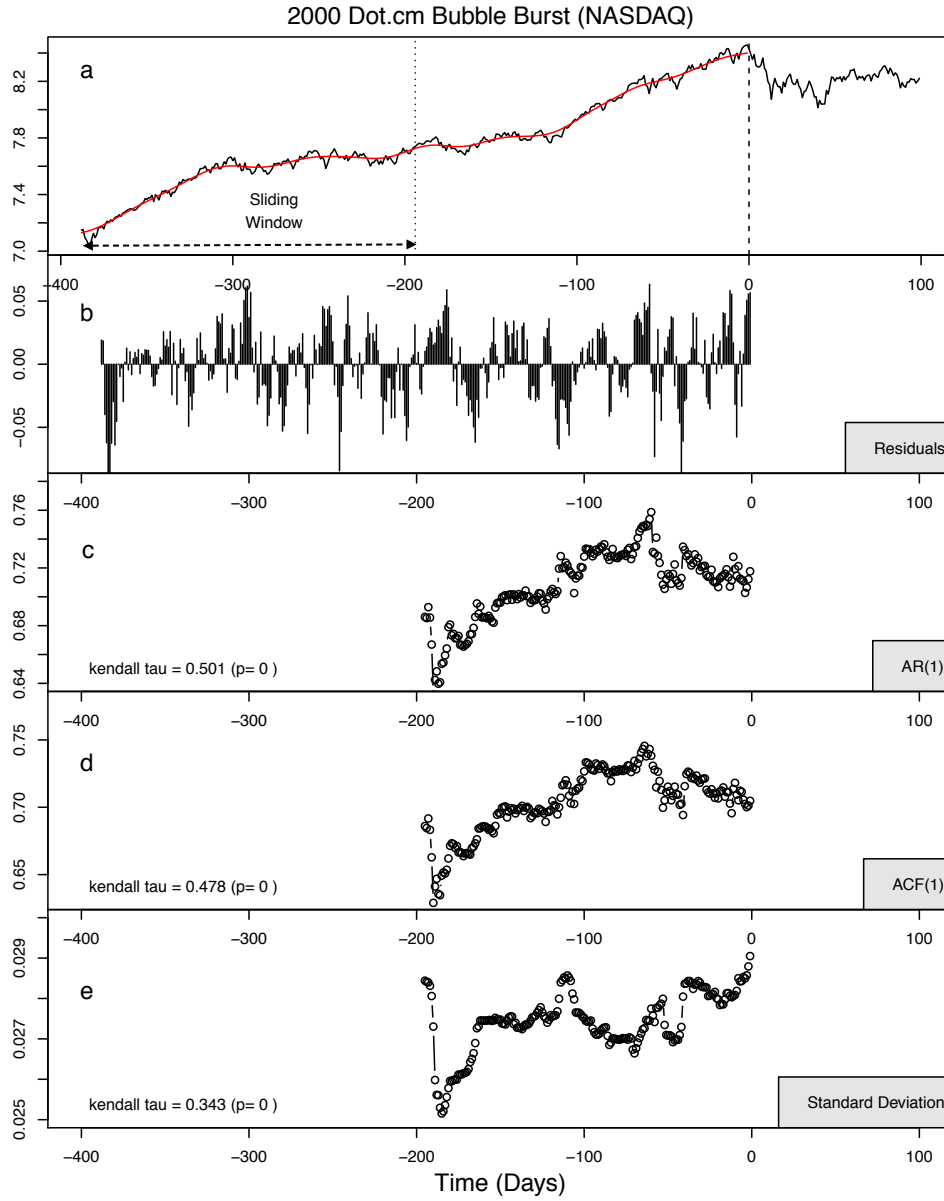 2000 Dot.cm Bubble Burst (NASDAQ)
a
8.2
7.8
7.4
7.0
Sliding
Window
−400 −300 −200 −100 0 100
b
0.05
0.00
−0.05
Residuals
−400 −300 −200 −100 0 100
c
0.76
0.72
0.68
0.64
kendall tau = 0.501 (p= 0 )
AR(1)
−400 −300 −200 −100 0 100
d
0.75
0.70
0.65
kendall tau = 0.478 (p= 0 )
ACF(1)
−400 −300 −200 −100 0 100
e
0.029
0.027
0.025
kendall tau = 0.343 (p= 0 )
Standard Deviation
−400 −300 −200 −100 0 100
Time (Days)